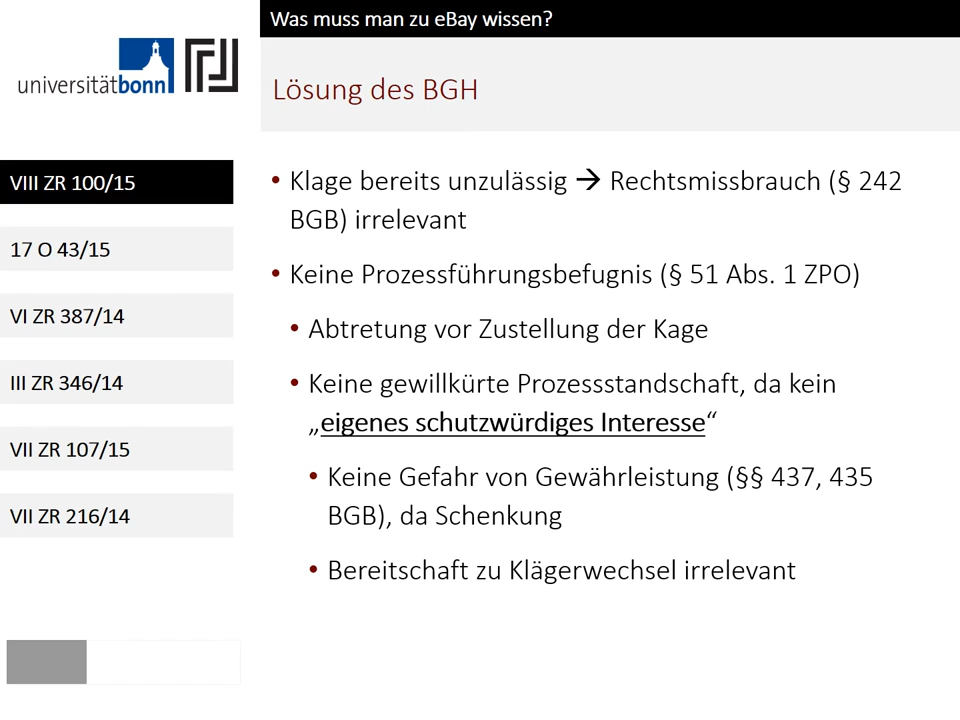 Was muss man zu eBay wissen?
universitätbonn
Lösung des BGH
VIII ZR 100/15
17 O 43/15
VI ZR 387/14
III ZR 346/14
VII ZR 107/15
VII ZR 216/14
• Klage bereits unzulässig → Rechtsmissbrauch (§ 242
BGB) irrelevant
• Keine Prozessführungsbefugnis (§ 51 Abs. 1 ZPO)
• Abtretung vor Zustellung der Kage
• Keine gewillkürte Prozessstandschaft, da kein
„eigenes schutzwürdiges Interesse“
• Keine Gefahr von Gewährleistung (§§ 437, 435
BGB), da Schenkung
• Bereitschaft zu Klägerwechsel irrelevant